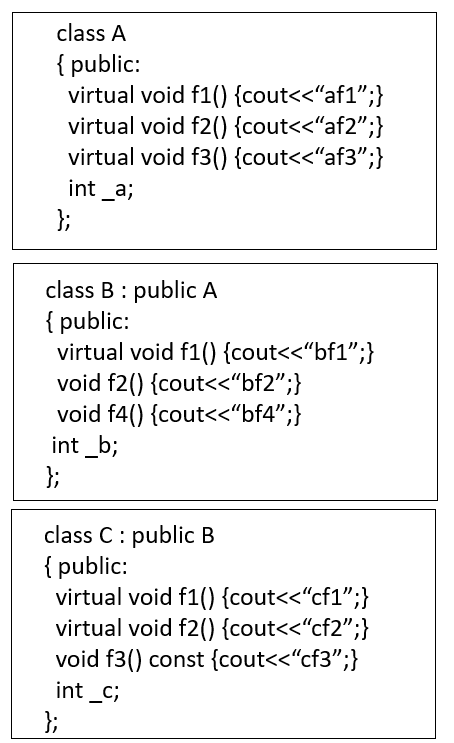 class A
{ public:
virtual void f1() {cout<<“af1”;}
virtual void f2() {cout<<“af2”;}
virtual void f3() {cout<<“af3”;}
int _a;
};
class B : public A
{ public:
virtual void f1() {cout<<“bf1”;}
void f2() {cout<<“bf2”;}
void f4() {cout<<“bf4”;}
int _b;
};
class C : public B
{ public:
virtual void f1() {cout<<“cf1”;}
virtual void f2() {cout<<“cf2”;}
void f3() const {cout<<“cf3”;}
int _c;
};